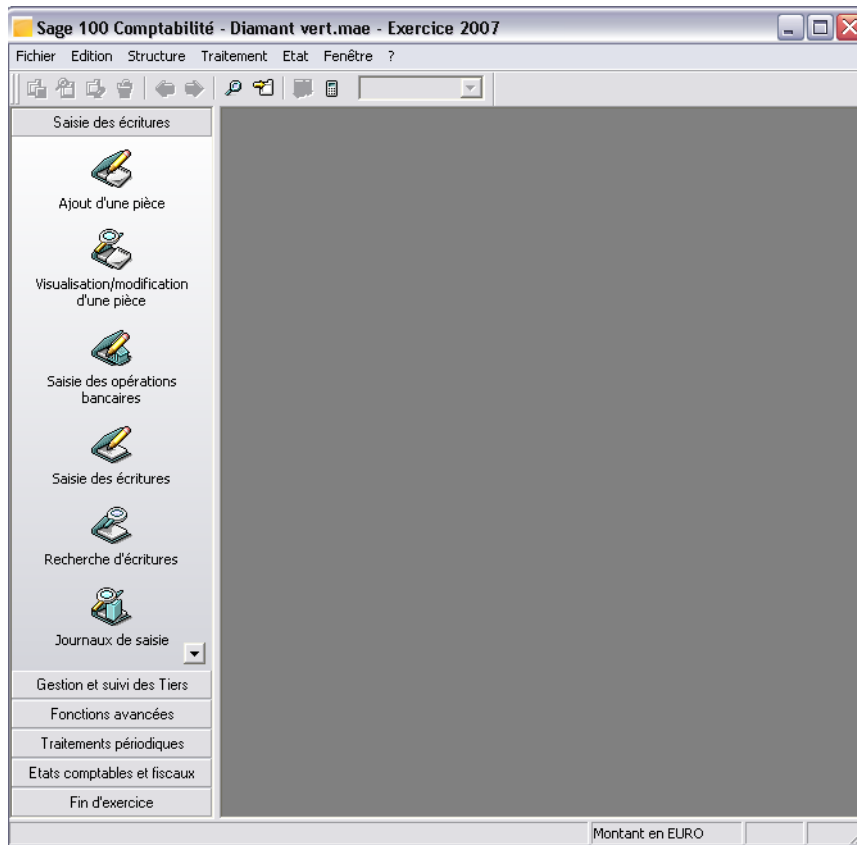 Sage 100 Comptabilité - Diamant vert.mae - Exercice 2007
Fichier Edition Structure Traitement Etat Fenêtre ?
Saisie des écritures
Ajout d'une pièce
Visualisation/modification
d'une pièce
Saisie des opérations
bancaires
Saisie des écritures
Recherche d'écritures
Journaux de saisie
Gestion et suivi des Tiers
Fonctions avancées
Traitements périodiques
Etats comptables et fiscaux
Fin d'exercice
Montant en EURO